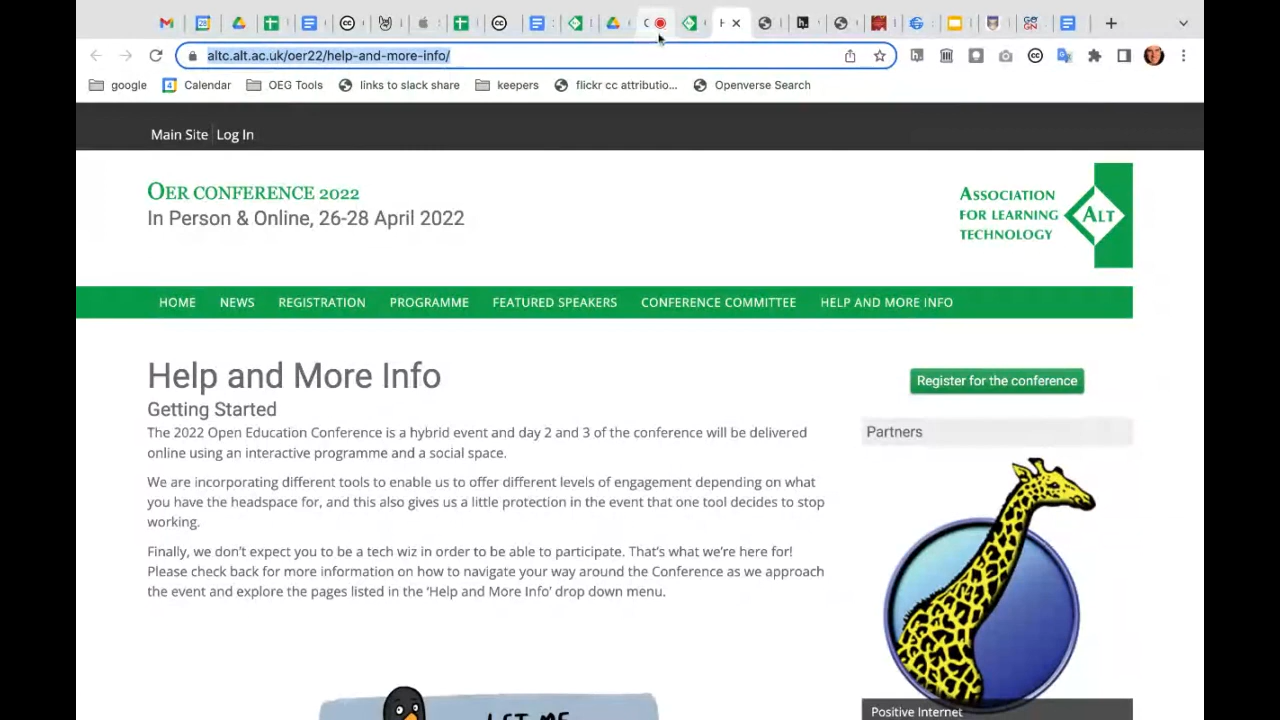 altc.alt.ac.uk/oer22/help-and-more-info/
google Calendar OEG Tools links to slack share keepers flickr cc attributio... Openverse Search
Main Site Log In
OER CONFERENCE 2022
In Person & Online, 26-28 April 2022
ASSOCIATION
FOR LEARNING
TECHNOLOGY
ALT
HOME NEWS REGISTRATION PROGRAMME FEATURED SPEAKERS CONFERENCE COMMITTEE HELP AND MORE INFO
Help and More Info
Getting Started
The 2022 Open Education Conference is a hybrid event and day 2 and 3 of the conference will be delivered
online using an interactive programme and a social space.
We are incorporating different tools to enable us to offer different levels of engagement depending on what
you have the headspace for, and this also gives us a little protection in the event that one tool decides to stop
working.
Finally, we don't expect you to be a tech wiz in order to be able to participate. That's what we're here for!
Please check back for more information on how to navigate your way around the Conference as we approach
the event and explore the pages listed in the 'Help and More Info' drop down menu.
Register for the conference
Partners
Positive Internet
LET ME